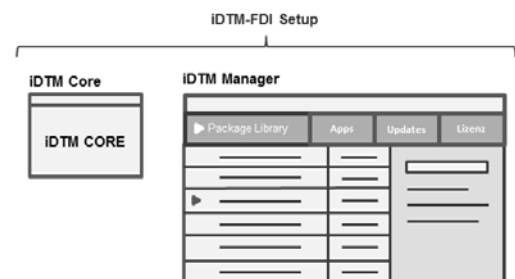 iDTM-FDI Setup
iDTM Core
iDTM Manager
iDTM CORE
Package Library
Apps
Updates
Lizenz